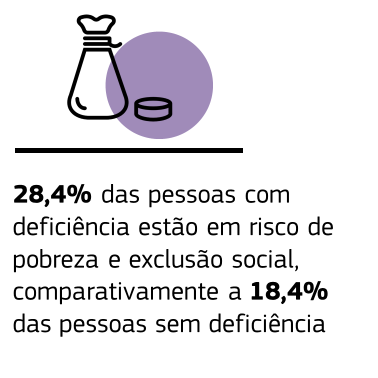 28,4% das pessoas com
deficiência estão em risco de
pobreza e exclusão social,
comparativamente a 18,4%
das pessoas sem deficiência